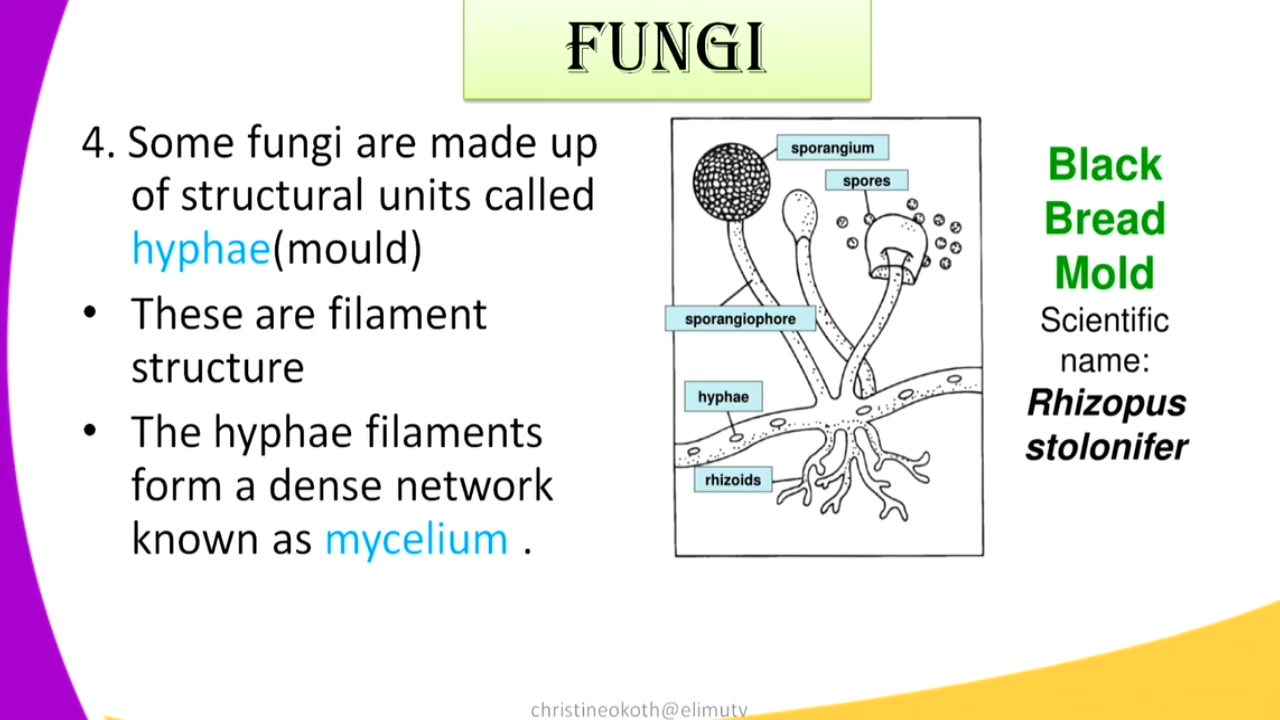 FUNGI
4. Some fungi are made up
of structural units called
hyphae(mould)
• These are filament
structure
• The hyphae filaments
form a dense network
known as mycelium .
sporangium
spores
sporangiophore
hyphae
rhizoids
Black
Bread
Mold
Scientific
name:
Rhizopus
stolonifer
christineokoth@elimutv